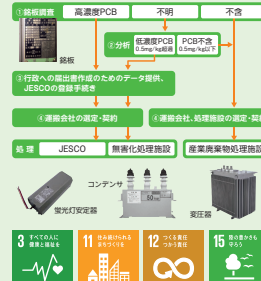 ①銘板調査
高濃度PCB
不明
不含
②分析
低濃度PCB
0.5mg/kg超過
PCB不含
0.5mg/kg以下
銘板
③行政への届出書作成のためのデータ提供、
JESCOの登録手続き
④運搬会社の選定・契約
④運搬会社、処理施設の選定・契約
処理
JESCO
無害化処理施設
産業廃棄物処理施設
コンデンサ
蛍光灯安定器
変圧器
3 すべての人に
健康と福祉を
11 住み続けられる
まちづくりを
12 つくる責任
つかう責任
15 陸の豊かさも
守ろう